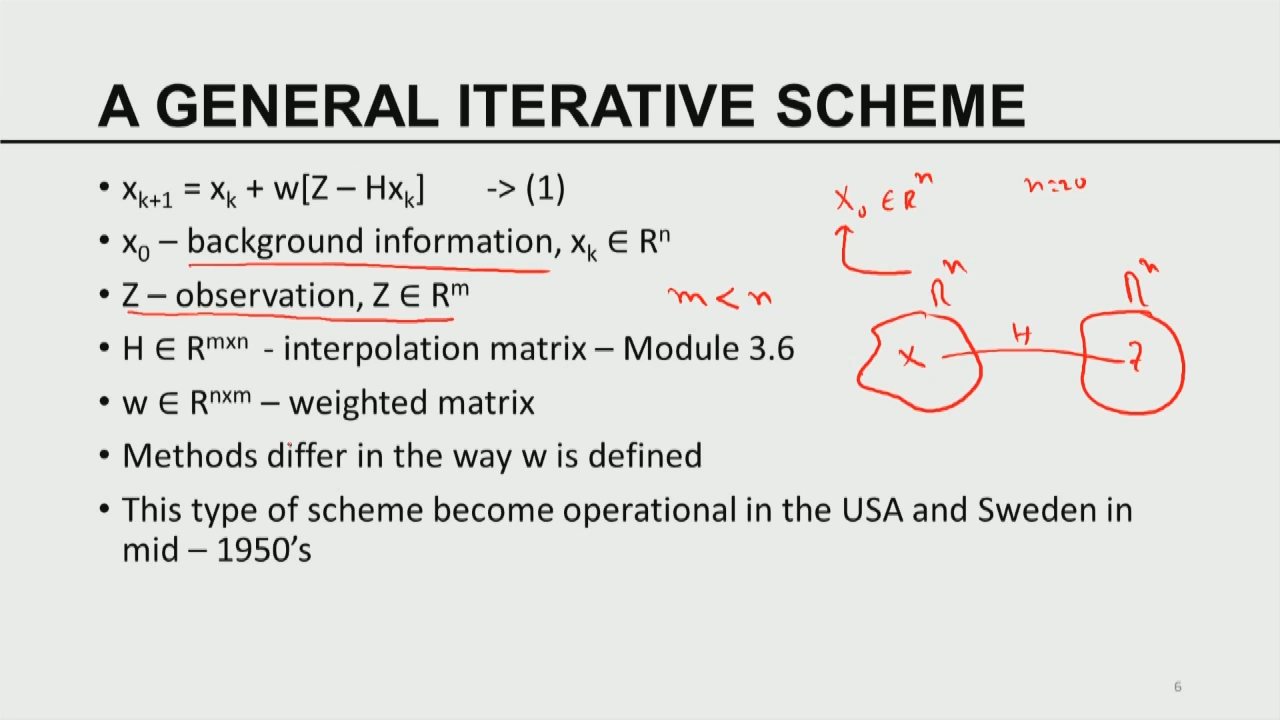 A GENERAL ITERATIVE SCHEME
• xₖ₊₁ = xₖ + w[Z – Hxₖ] -> (1)
• x₀ – background information, xₖ ∈ Rⁿ
• Z – observation, Z ∈ Rᵐ
• H ∈ Rᵐˣⁿ - interpolation matrix – Module 3.6
• w ∈ Rⁿˣᵐ – weighted matrix
• Methods differ in the way w is defined
• This type of scheme become operational in the USA and Sweden in
mid – 1950’s
X₀ ∈ Rⁿ
n=20
m < n
Rⁿ
Rⁿ
X
H
Z
6